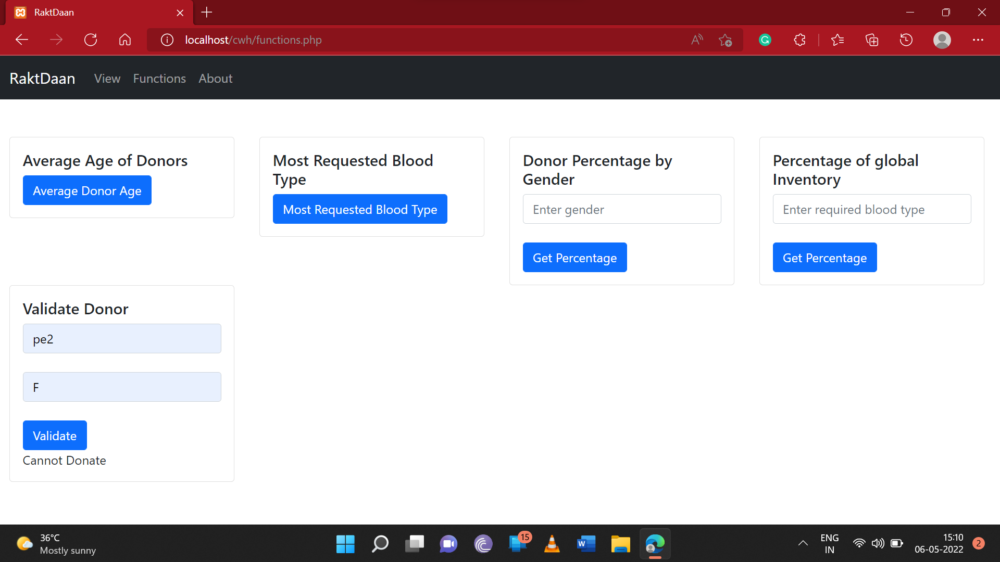 RaktDaan
localhost/cwh/functions.php
RaktDaan View Functions About
Average Age of Donors
Average Donor Age
Most Requested Blood
Type
Most Requested Blood Type
Donor Percentage by
Gender
Enter gender
Get Percentage
Percentage of global
Inventory
Enter required blood type
Get Percentage
Validate Donor
pe2
F
Validate
Cannot Donate
36°C
Mostly sunny
15
W
ENG
IN
15:10
06-05-2022
2